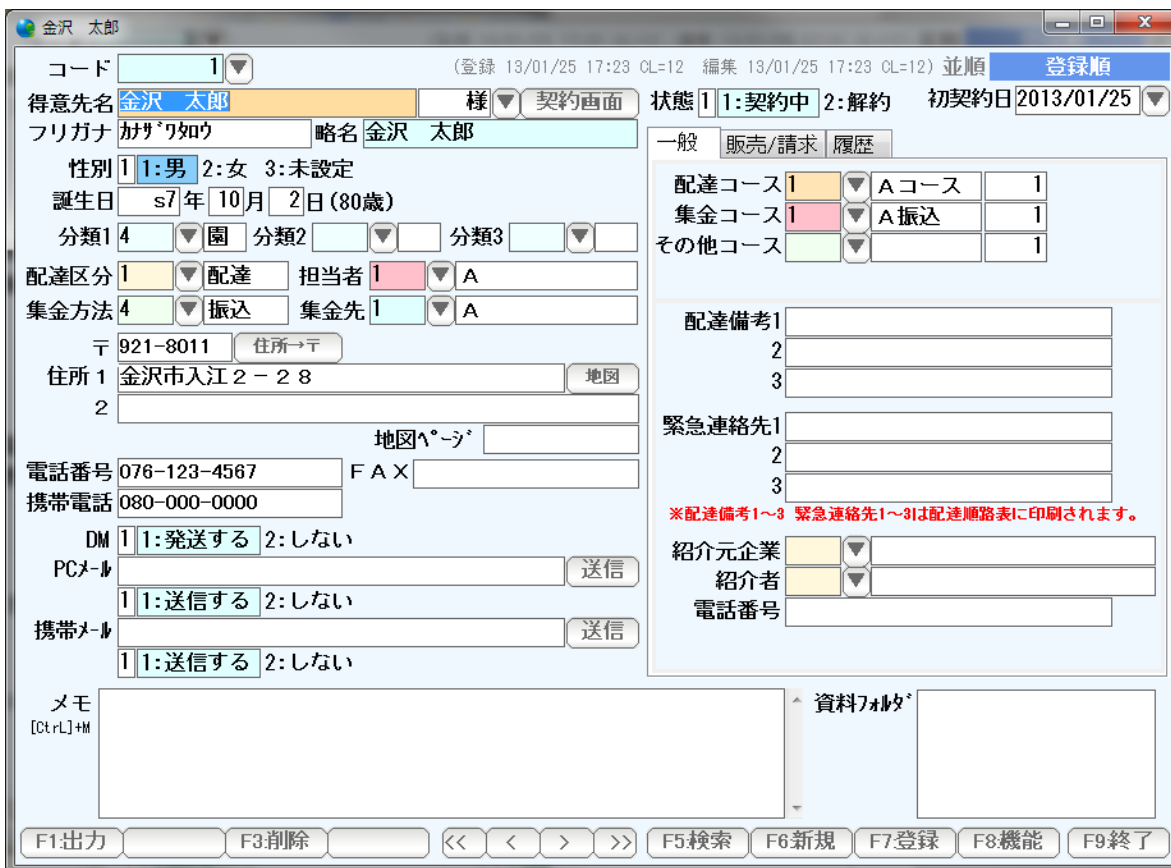 金沢　太郎
コード 1 (登録 13/01/25 17:23 CL=12 編集 13/01/25 17:23 CL=12) 並順 登録順
得意先名 金沢　太郎 様 契約画面 状態 1 1:契約中 2:解約 初契約日 2013/01/25
フリガナ ｶﾅｻﾞﾜﾀﾛｳ 略名 金沢　太郎
性別 1 1:男 2:女 3:未設定
誕生日 s7年 10月 2日(80歳)
分類1 4 園 分類2 分類3
配達区分 1 配達 担当者 1 A
集金方法 4 振込 集金先 1 A
〒 921-8011 住所→〒
住所 1 金沢市入江２－２８ 地図
2
地図ﾍﾟｰｼﾞ
電話番号 076-123-4567 ＦＡＸ
携帯電話 080-000-0000
DM 1 1:発送する 2:しない
PCﾒｰﾙ 送信
1 1:送信する 2:しない
携帯ﾒｰﾙ 送信
1 1:送信する 2:しない
一般 販売/請求 履歴
配達コース 1 Aコース 1
集金コース 1 A振込 1
その他コース 1
配達備考1
2
3
緊急連絡先1
2
3
※配達備考1～3 緊急連絡先1～3は配達順路表に印刷されます。
紹介元企業
紹介者
電話番号
メモ
[CtrL]+M
資料ﾌｫﾙﾀﾞ
F1:出力 F3:削除 << < > >> F5:検索 F6:新規 F7:登録 F8:機能 F9:終了